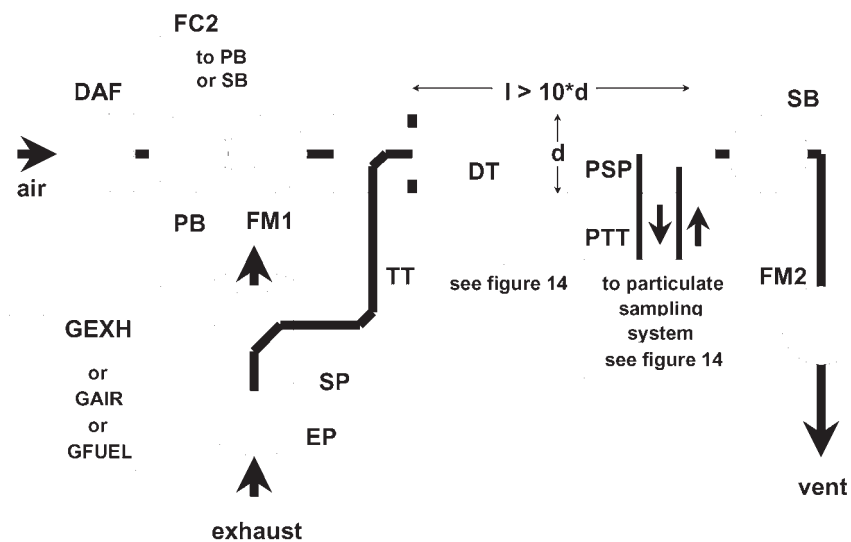 FC2
to PB
or SB
DAF
l > 10*d
SB
air
d
DT
PSP
PB
FM1
PTT
TT
see figure 14
to particulate
sampling
system
see figure 14
FM2
GEXH
or
GAIR
or
GFUEL
SP
EP
vent
exhaust